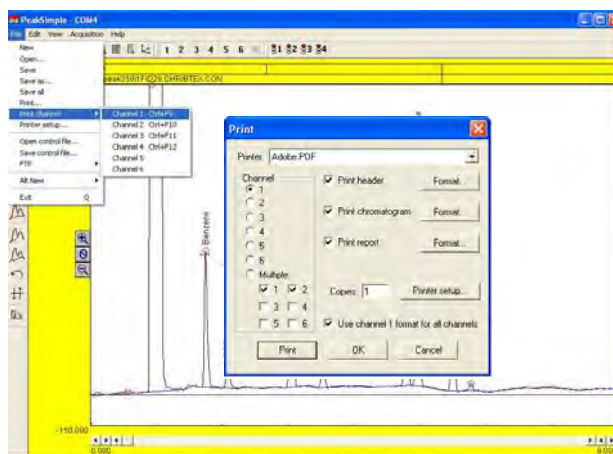 PeakSimple - COM4
File Edit View Acquisition Help
1 2 3 4 5 6 $1 $2 $3 $4
New
Open...
Save
Save as...
Save all
Print...
Print channel
Printer setup...
Open control file...
Save control file...
FTP
Alt New
Exit Q
Channel 1 Ctrl+F9
Channel 2 Ctrl+F10
Channel 3 Ctrl+F11
Channel 4 Ctrl+F12
Channel 5
Channel 6
Benzene
Print
Printer: Adobe PDF
Channel
1
2
3
4
5
6
Multiple
1 2
3 4
5 6
Print header Format...
Print chromatogram Format...
Print report Format...
Copies: 1 Printer setup...
Use channel 1 format for all channels
Print OK Cancel
-150.000
0.000